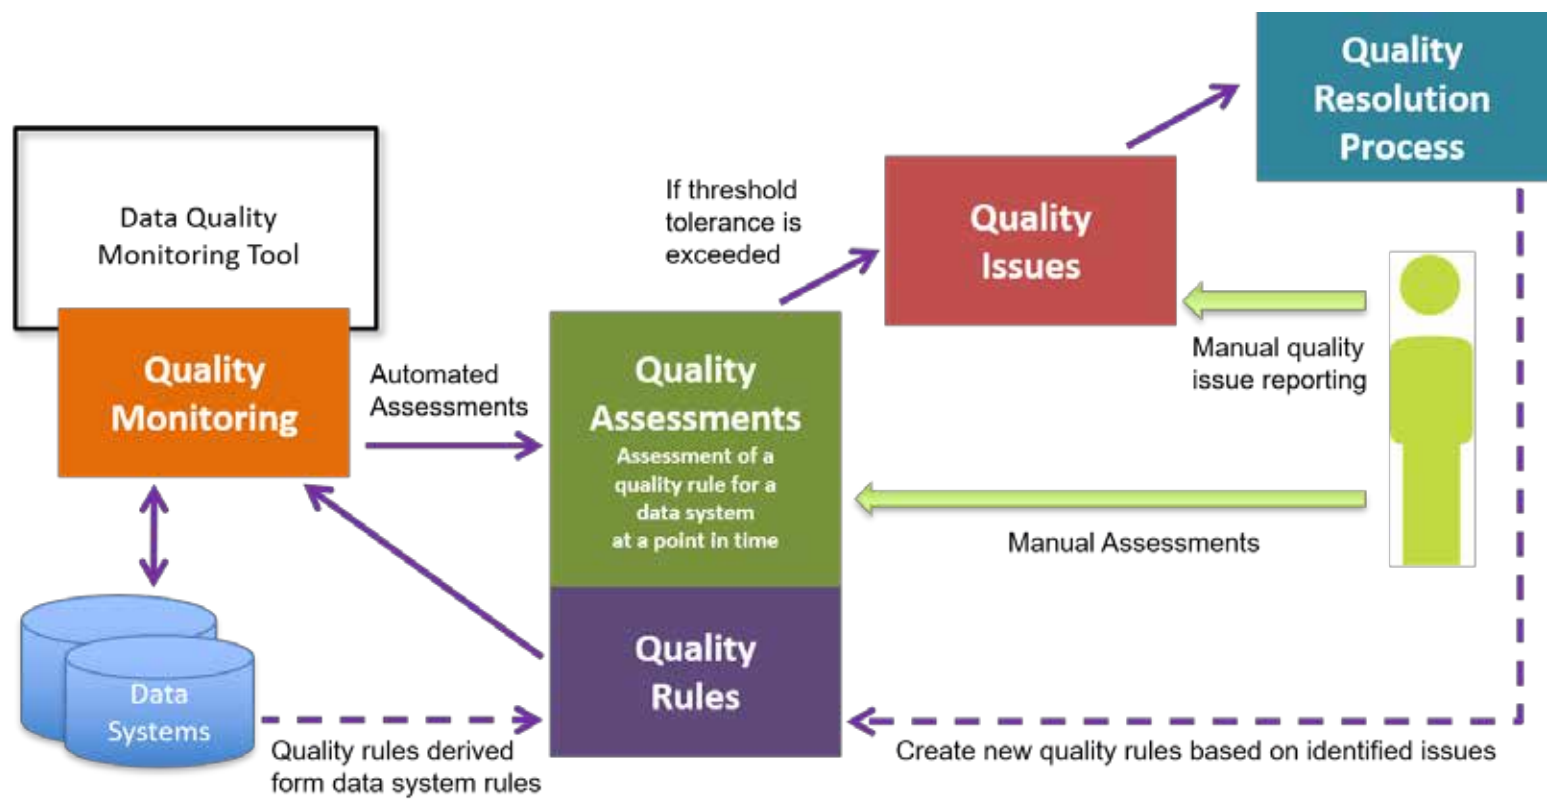 Quality
Resolution
Process
Data Quality
Monitoring Tool
If threshold
tolerance is
exceeded
Quality
Issues
Quality
Monitoring
Automated
Assessments
Quality
Assessments
Assessment of a
quality rule for a
data system
at a point in time
Manual quality
issue reporting
Manual Assessments
Quality
Rules
Data
Systems
Quality rules derived
form data system rules
Create new quality rules based on identified issues